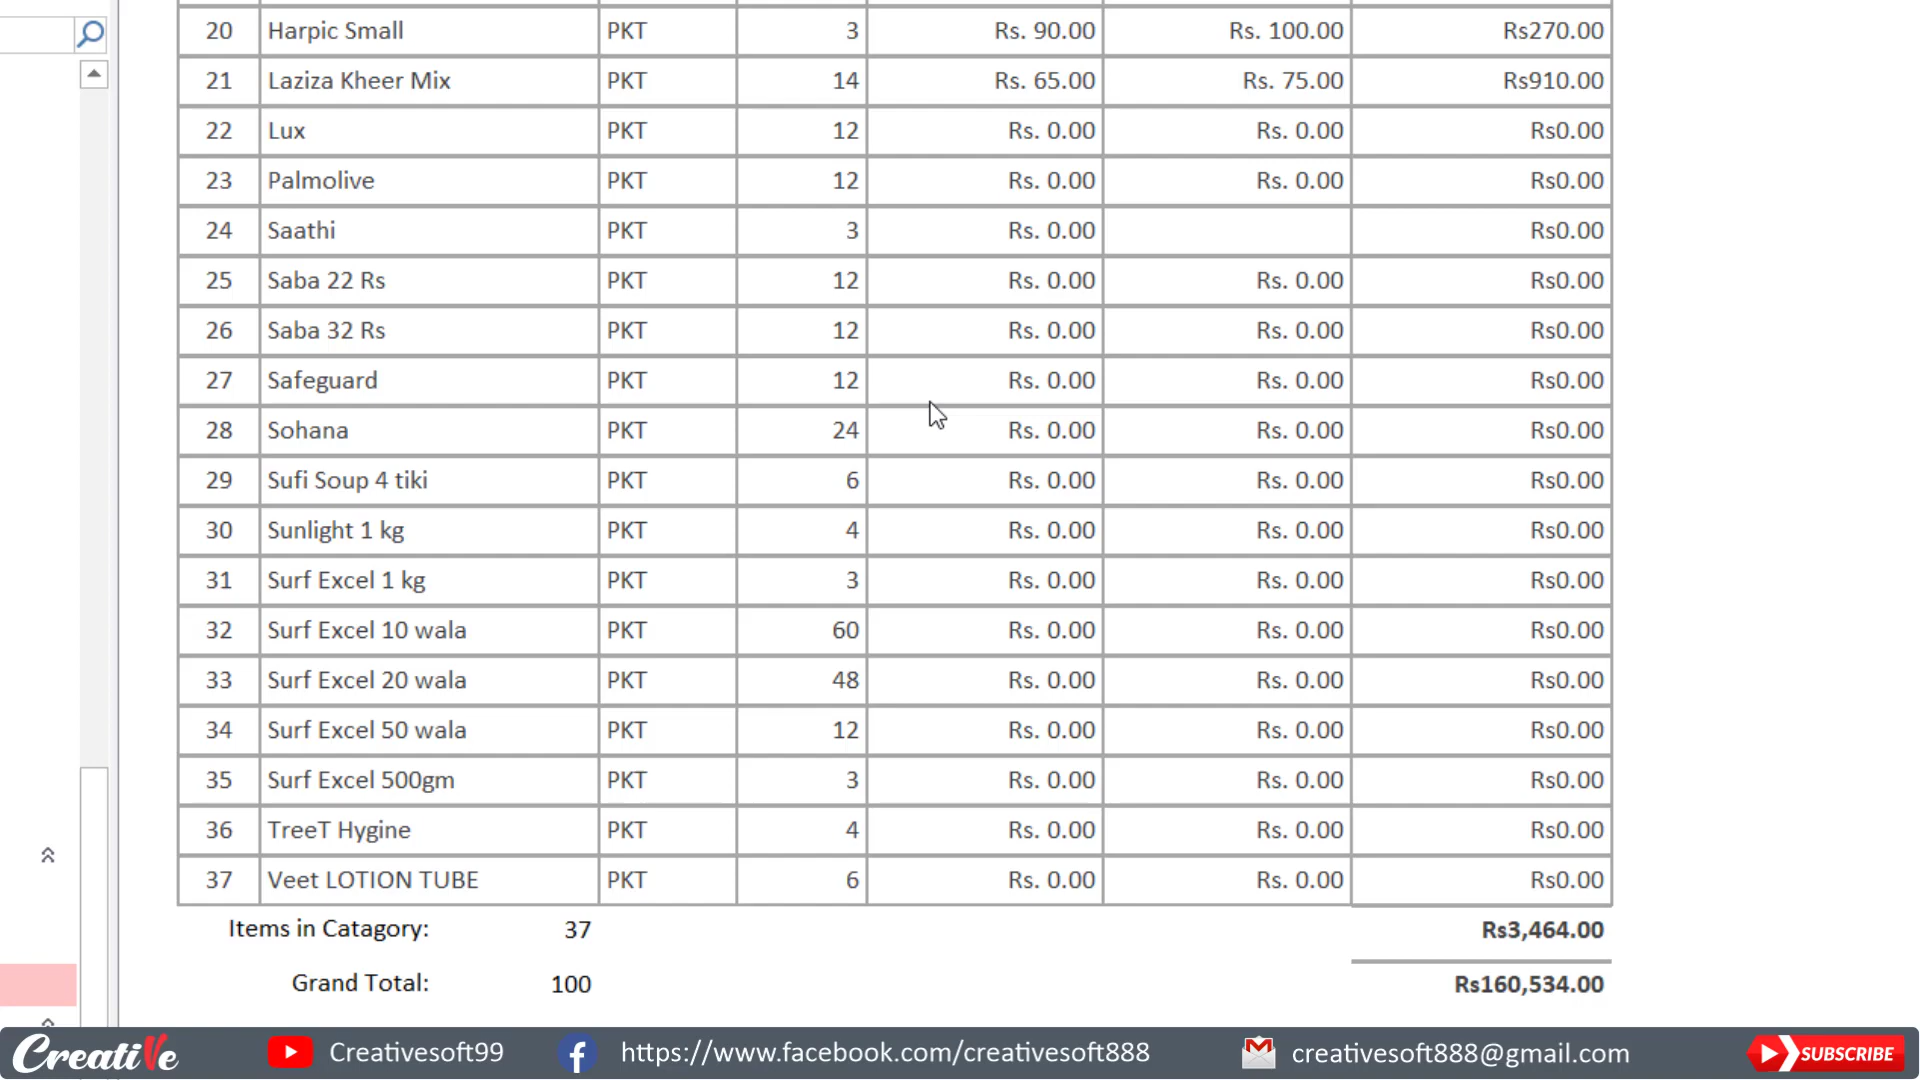 20 Harpic Small PKT 3 Rs. 90.00 Rs. 100.00 Rs270.00
21 Laziza Kheer Mix PKT 14 Rs. 65.00 Rs. 75.00 Rs910.00
22 Lux PKT 12 Rs. 0.00 Rs. 0.00 Rs0.00
23 Palmolive PKT 12 Rs. 0.00 Rs. 0.00 Rs0.00
24 Saathi PKT 3 Rs. 0.00 Rs0.00
25 Saba 22 Rs PKT 12 Rs. 0.00 Rs. 0.00 Rs0.00
26 Saba 32 Rs PKT 12 Rs. 0.00 Rs. 0.00 Rs0.00
27 Safeguard PKT 12 Rs. 0.00 Rs. 0.00 Rs0.00
28 Sohana PKT 24 Rs. 0.00 Rs. 0.00 Rs0.00
29 Sufi Soup 4 tiki PKT 6 Rs. 0.00 Rs. 0.00 Rs0.00
30 Sunlight 1 kg PKT 4 Rs. 0.00 Rs. 0.00 Rs0.00
31 Surf Excel 1 kg PKT 3 Rs. 0.00 Rs. 0.00 Rs0.00
32 Surf Excel 10 wala PKT 60 Rs. 0.00 Rs. 0.00 Rs0.00
33 Surf Excel 20 wala PKT 48 Rs. 0.00 Rs. 0.00 Rs0.00
34 Surf Excel 50 wala PKT 12 Rs. 0.00 Rs. 0.00 Rs0.00
35 Surf Excel 500gm PKT 3 Rs. 0.00 Rs. 0.00 Rs0.00
36 TreeT Hygine PKT 4 Rs. 0.00 Rs. 0.00 Rs0.00
37 Veet LOTION TUBE PKT 6 Rs. 0.00 Rs. 0.00 Rs0.00
Items in Catagory: 37 Rs3,464.00
Grand Total: 100 Rs160,534.00
CreatiVe Creativesoft99 https://www.facebook.com/creativesoft888 creativesoft888@gmail.com SUBSCRIBE